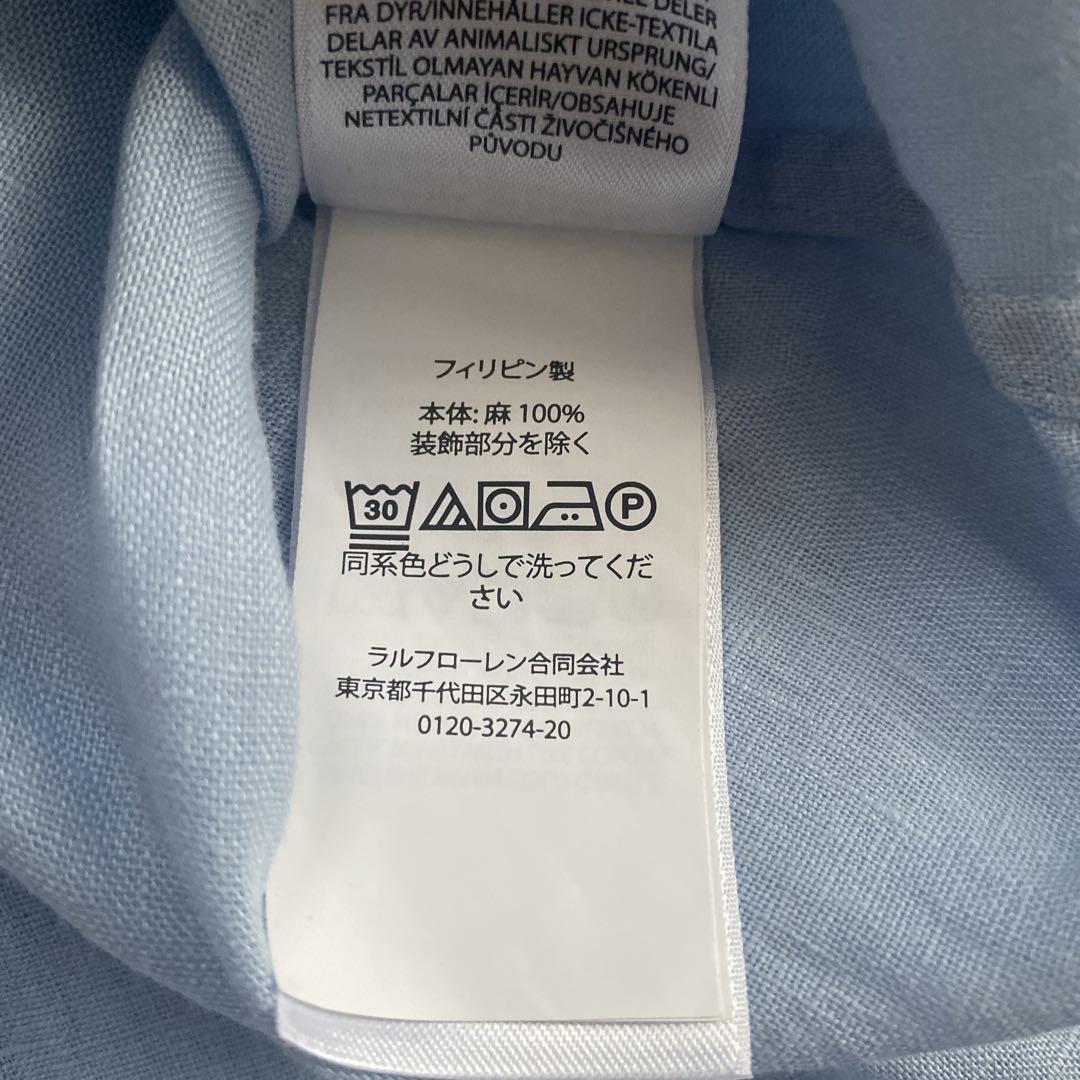 DELER
FRA DYR/INNEHÅLLER ICKE-TEXTILA
DELAR AV ANIMALISKT URSPRUNG/
TEKSTİL OLMAYAN HAYVAN KÖKENLİ
PARÇALAR İÇERİR/OBSAHUJE
NETEXTILNÍ ČÁSTI ŽIVOČIŠNÉHO
PŮVODU
フィリピン製
本体: 麻 100%
装飾部分を除く
30 P
同系色どうしで洗ってくだ
さい
ラルフローレン合同会社
東京都千代田区永田町2-10-1
0120-3274-20